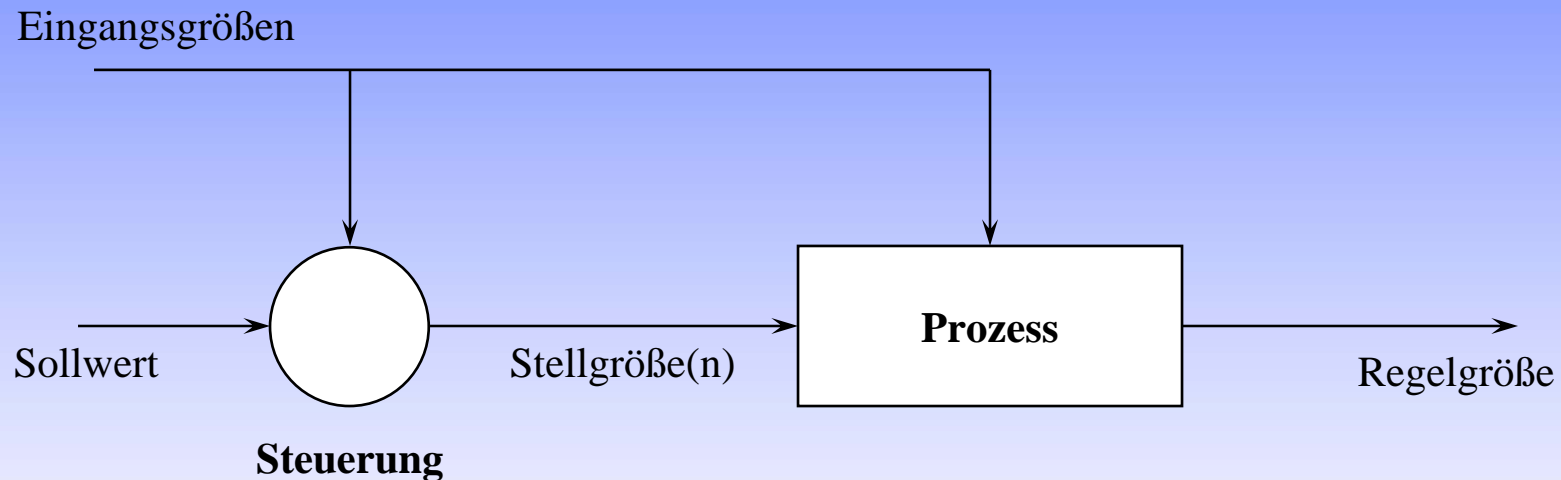 Eingangsgrößen
Prozess
Sollwert
Stellgröße(n)
Regelgröße
Steuerung